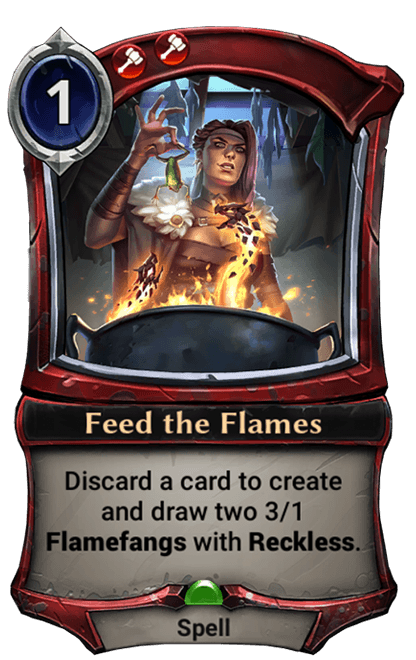 1
Feed the Flames
Discard a card to create
and draw two 3/1
Flamefangs with Reckless.
Spell